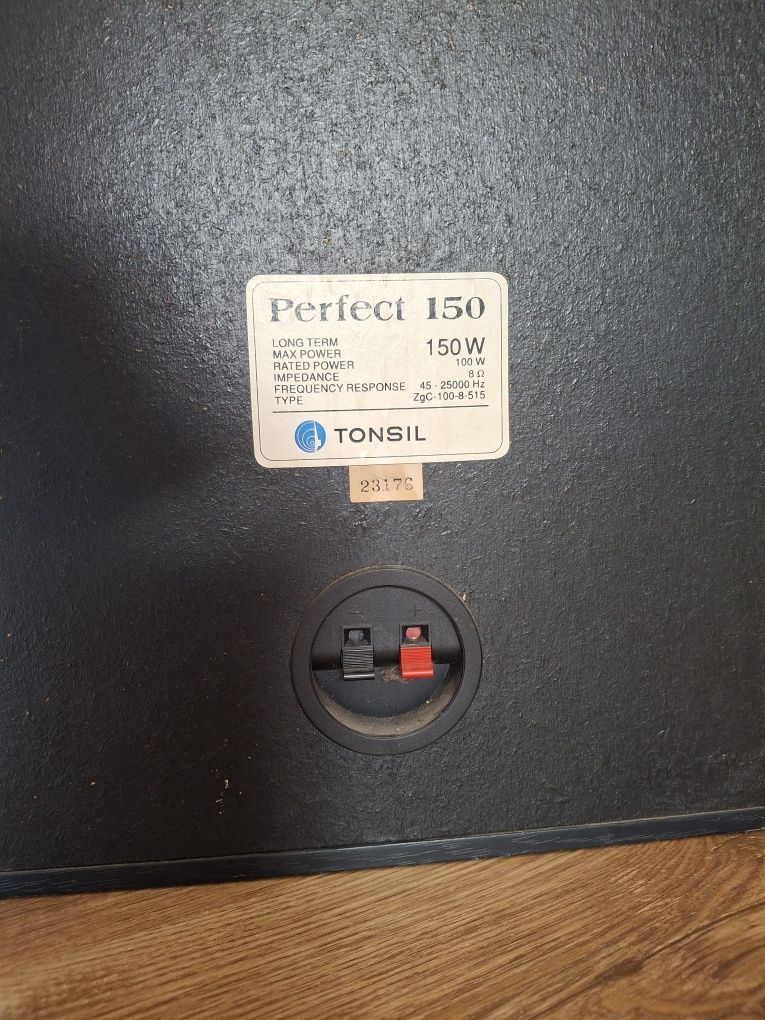 Perfect 150
LONG TERM
MAX POWER 150 W
RATED POWER 100 W
IMPEDANCE 8 Ω
FREQUENCY RESPONSE 45 - 25000 Hz
TYPE ZgC-100-8-515
TONSIL
23176
- +